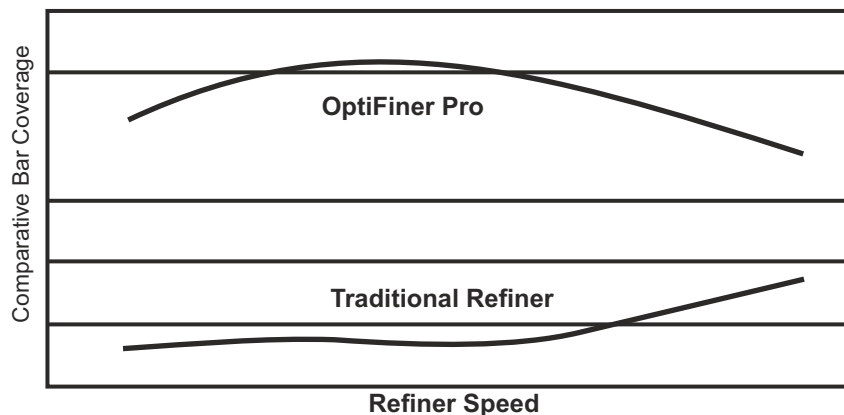 Comparative Bar Coverage
OptiFiner Pro
Traditional Refiner
Refiner Speed